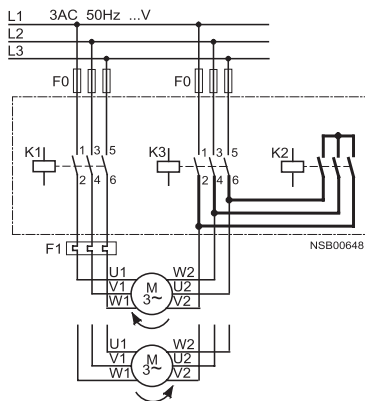 L1 3AC 50Hz ...V
L2
L3
F0 F0
K1 1 3 5 K3 1 3 5 K2
2 4 6 2 4 6
NSB00648
F1
U1 W2
V1 M U2
W1 3~ V2
U1 W2
V1 M U2
W1 3~ V2